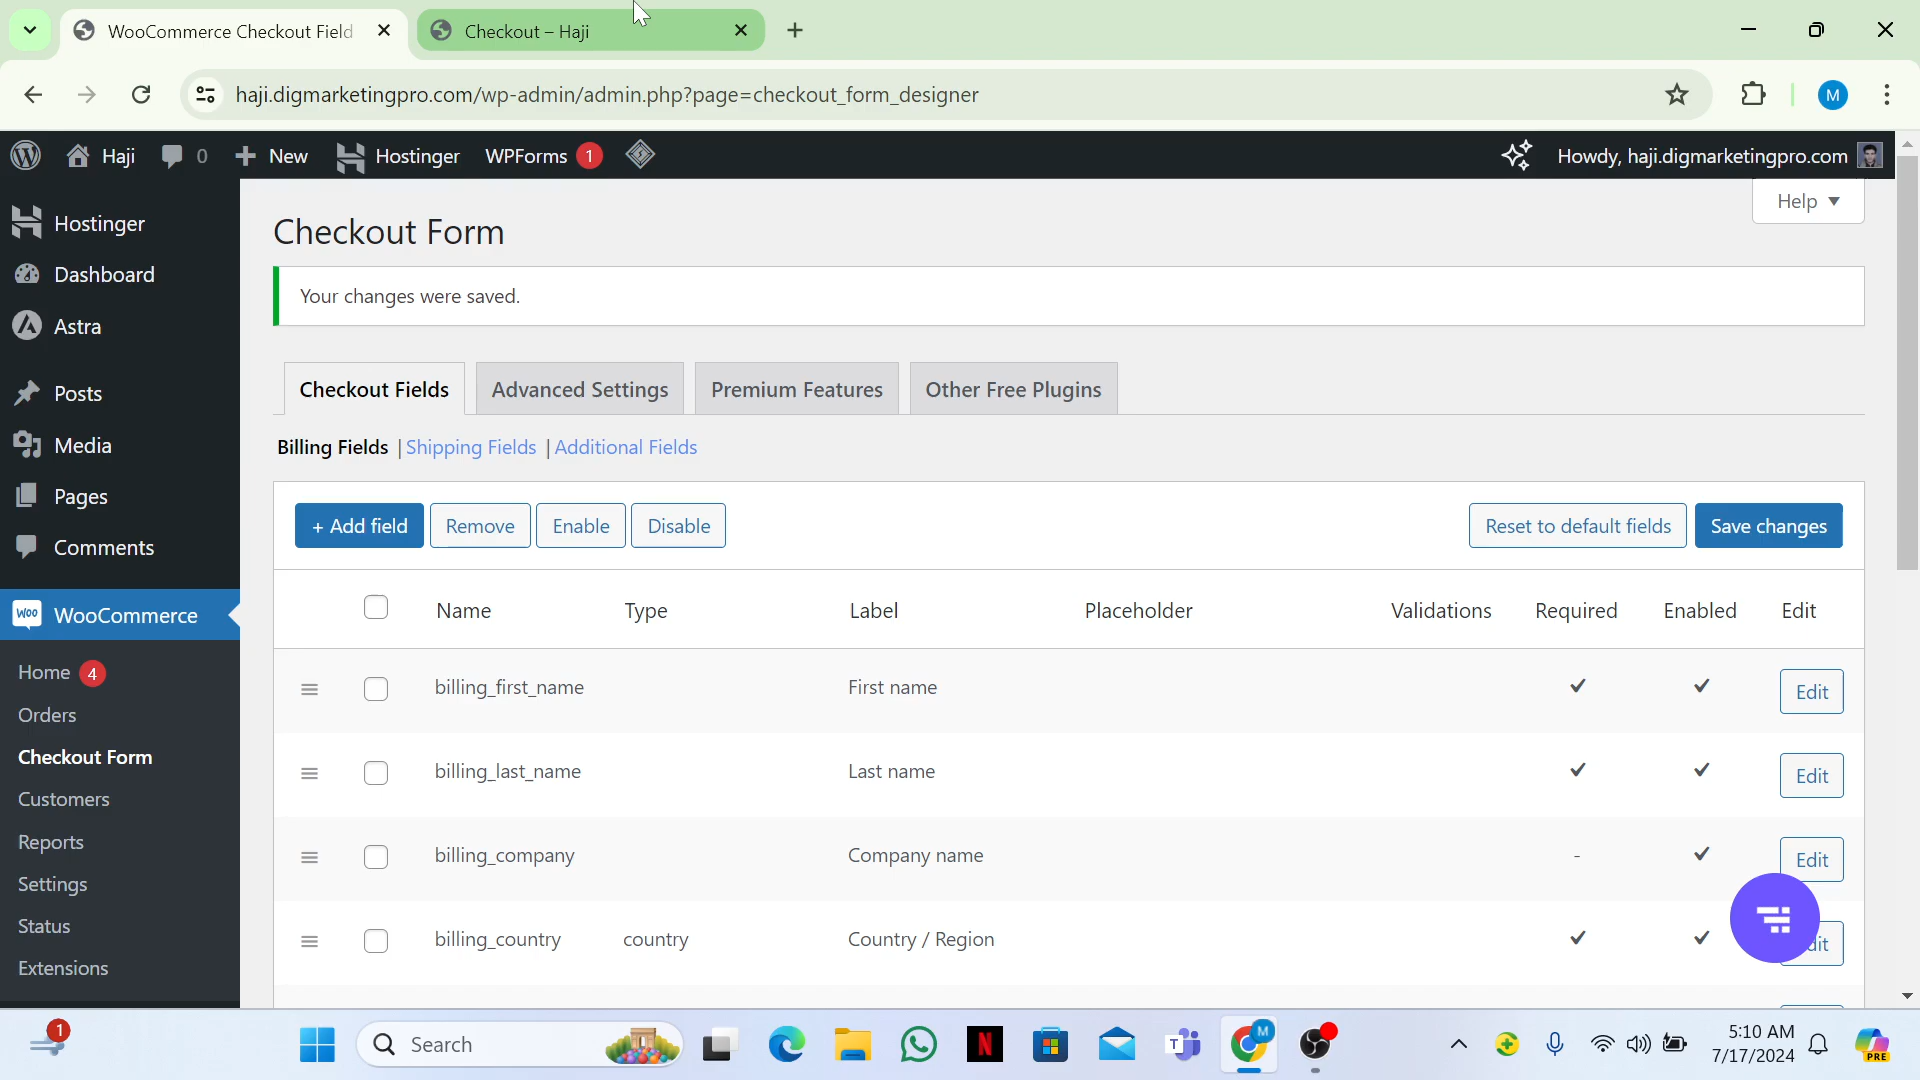 WooCommerce Checkout Field
Checkout – Haji
haji.digmarketingpro.com/wp-admin/admin.php?page=checkout_form_designer
M
Haji
0
New
Hostinger
WPForms 1
Howdy, haji.digmarketingpro.com
Help
Hostinger
Dashboard
Astra
Posts
Media
Pages
Comments
Woo WooCommerce
Home 4
Orders
Checkout Form
Customers
Reports
Settings
Status
Extensions
Checkout Form
Your changes were saved.
Checkout Fields Advanced Settings Premium Features Other Free Plugins
Billing Fields | Shipping Fields | Additional Fields
+ Add field Remove Enable Disable Reset to default fields Save changes
Name Type Label Placeholder Validations Required Enabled Edit
billing_first_name First name ✔ ✔ Edit
billing_last_name Last name ✔ ✔ Edit
billing_company Company name - ✔ Edit
billing_country country Country / Region ✔ ✔ dit
1
Search
N
T
M
5:10 AM
7/17/2024
PRE